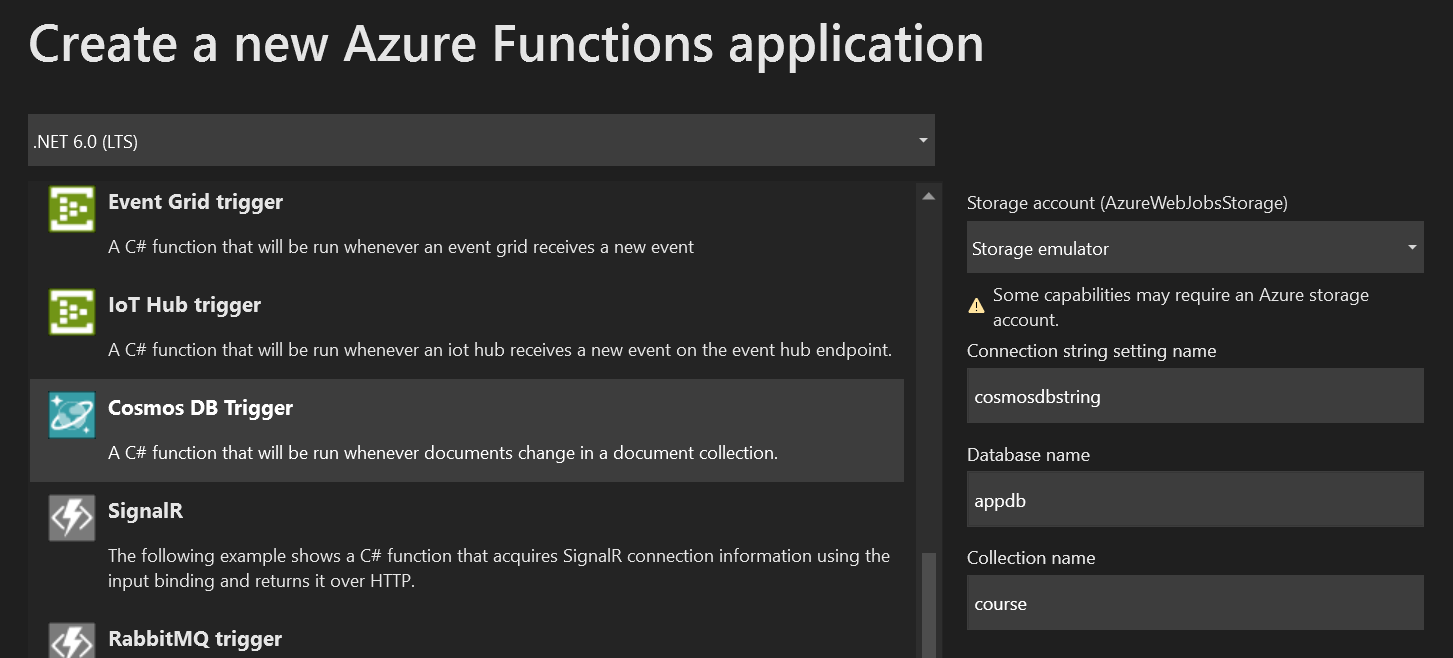 Create a new Azure Functions application
.NET 6.0 (LTS)
Event Grid trigger
A C# function that will be run whenever an event grid receives a new event
IoT Hub trigger
A C# function that will be run whenever an iot hub receives a new event on the event hub endpoint.
Cosmos DB Trigger
A C# function that will be run whenever documents change in a document collection.
SignalR
The following example shows a C# function that acquires SignalR connection information using the
input binding and returns it over HTTP.
RabbitMQ trigger
Storage account (AzureWebJobsStorage)
Storage emulator
Some capabilities may require an Azure storage
account.
Connection string setting name
cosmosdbstring
Database name
appdb
Collection name
course